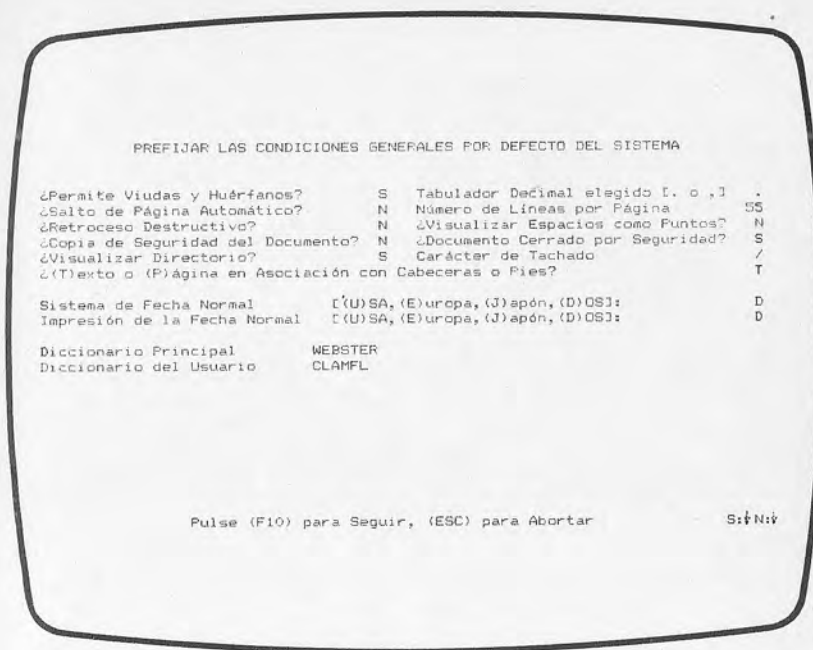 PREFIJAR LAS CONDICIONES GENERALES POR DEFECTO DEL SISTEMA
¿Permite Viudas y Huérfanos? S Tabulador Decimal elegido [. o ,] .
¿Salto de Página Automático? N Número de Líneas por Página 55
¿Retroceso Destructivo? N ¿Visualizar Espacios como Puntos? N
¿Copia de Seguridad del Documento? N ¿Documento Cerrado por Seguridad? S
¿Visualizar Directorio? S Carácter de Tachado /
¿(T)exto o (P)ágina en Asociación con Cabeceras o Pies? T
Sistema de Fecha Normal [(U)SA, (E)uropa, (J)apón, (D)OS]: D
Impresión de la Fecha Normal [(U)SA, (E)uropa, (J)apón, (D)OS]: D
Diccionario Principal WEBSTER
Diccionario del Usuario CLAMFL
Pulse (F10) para Seguir, (ESC) para Abortar S:↓N:↓